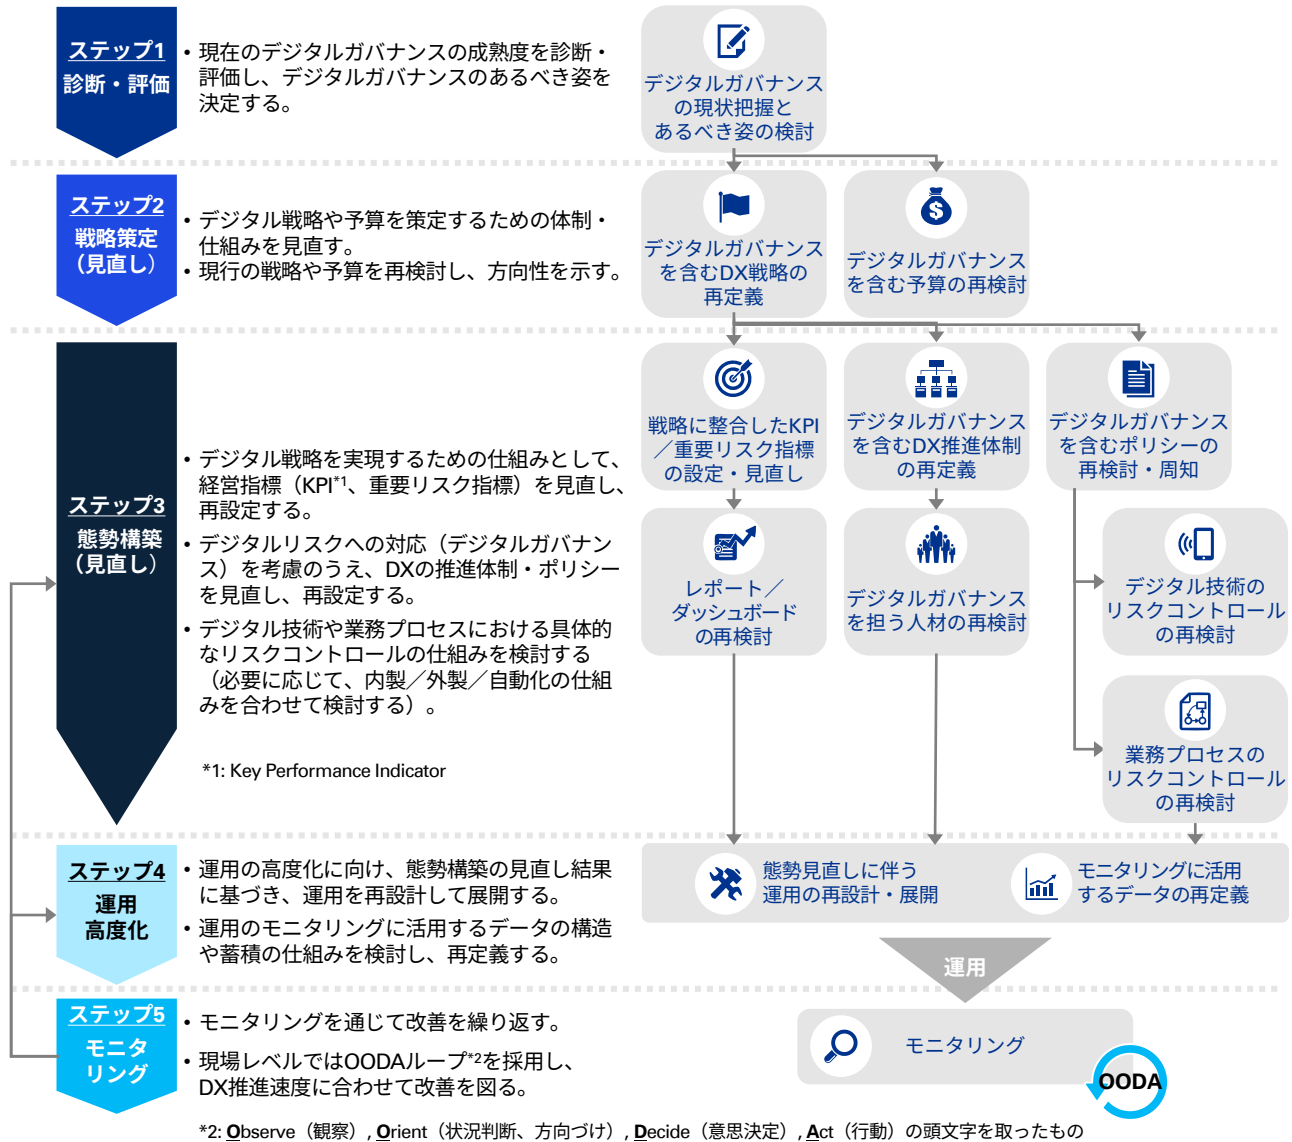 ステップ1
診断・評価
• 現在のデジタルガバナンスの成熟度を診断・
評価し、デジタルガバナンスのあるべき姿を
決定する。
デジタルガバナンス
の現状把握と
あるべき姿の検討
ステップ2
戦略策定
（見直し）
• デジタル戦略や予算を策定するための体制・
仕組みを見直す。
• 現行の戦略や予算を再検討し、方向性を示す。
デジタルガバナンス
を含むDX戦略の
再定義
デジタルガバナンス
を含む予算の再検討
ステップ3
態勢構築
（見直し）
• デジタル戦略を実現するための仕組みとして、
経営指標（KPI*1、重要リスク指標）を見直し、
再設定する。
• デジタルリスクへの対応（デジタルガバナン
ス）を考慮のうえ、DXの推進体制・ポリシー
を見直し、再設定する。
• デジタル技術や業務プロセスにおける具体的
なリスクコントロールの仕組みを検討する
（必要に応じて、内製／外製／自動化の仕組
みを合わせて検討する）。
*1: Key Performance Indicator
戦略に整合したKPI
／重要リスク指標
の設定・見直し
デジタルガバナンス
を含むDX推進体制
の再定義
デジタルガバナンス
を含むポリシーの
再検討・周知
レポート／
ダッシュボード
の再検討
デジタルガバナンス
を担う人材の再検討
デジタル技術の
リスクコントロール
の再検討
業務プロセスの
リスクコントロール
の再検討
ステップ4
運用
高度化
• 運用の高度化に向け、態勢構築の見直し結果
に基づき、運用を再設計して展開する。
• 運用のモニタリングに活用するデータの構造
や蓄積の仕組みを検討し、再定義する。
態勢見直しに伴う
運用の再設計・展開
モニタリングに活用
するデータの再定義
運用
ステップ5
モニタ
リング
• モニタリングを通じて改善を繰り返す。
• 現場レベルではOODAループ*2を採用し、
DX推進速度に合わせて改善を図る。
モニタリング
OODA
*2: Observe（観察）, Orient（状況判断、方向づけ）, Decide（意思決定）, Act（行動）の頭文字を取ったもの